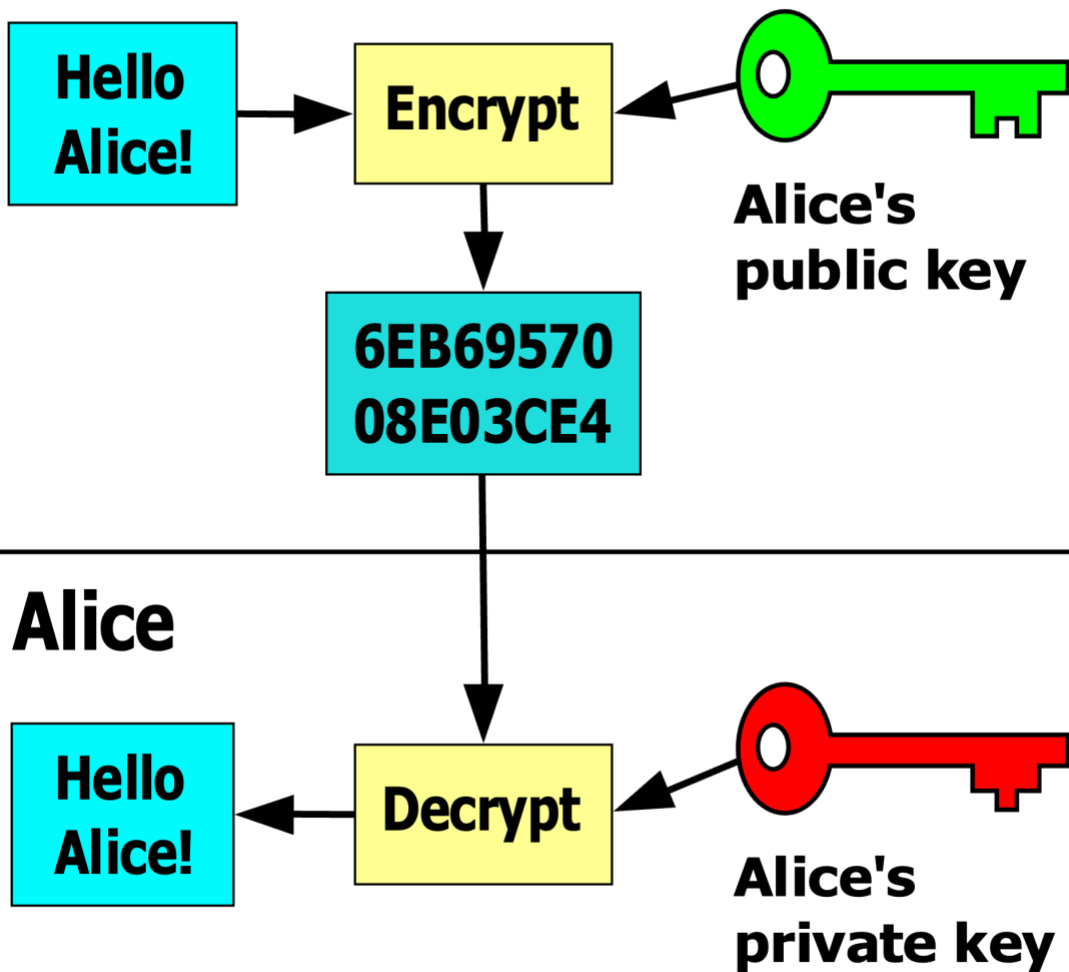 Hello
Alice!
Encrypt
Alice's
public key
6EB69570
08E03CE4
Alice
Hello
Alice!
Decrypt
Alice's
private key